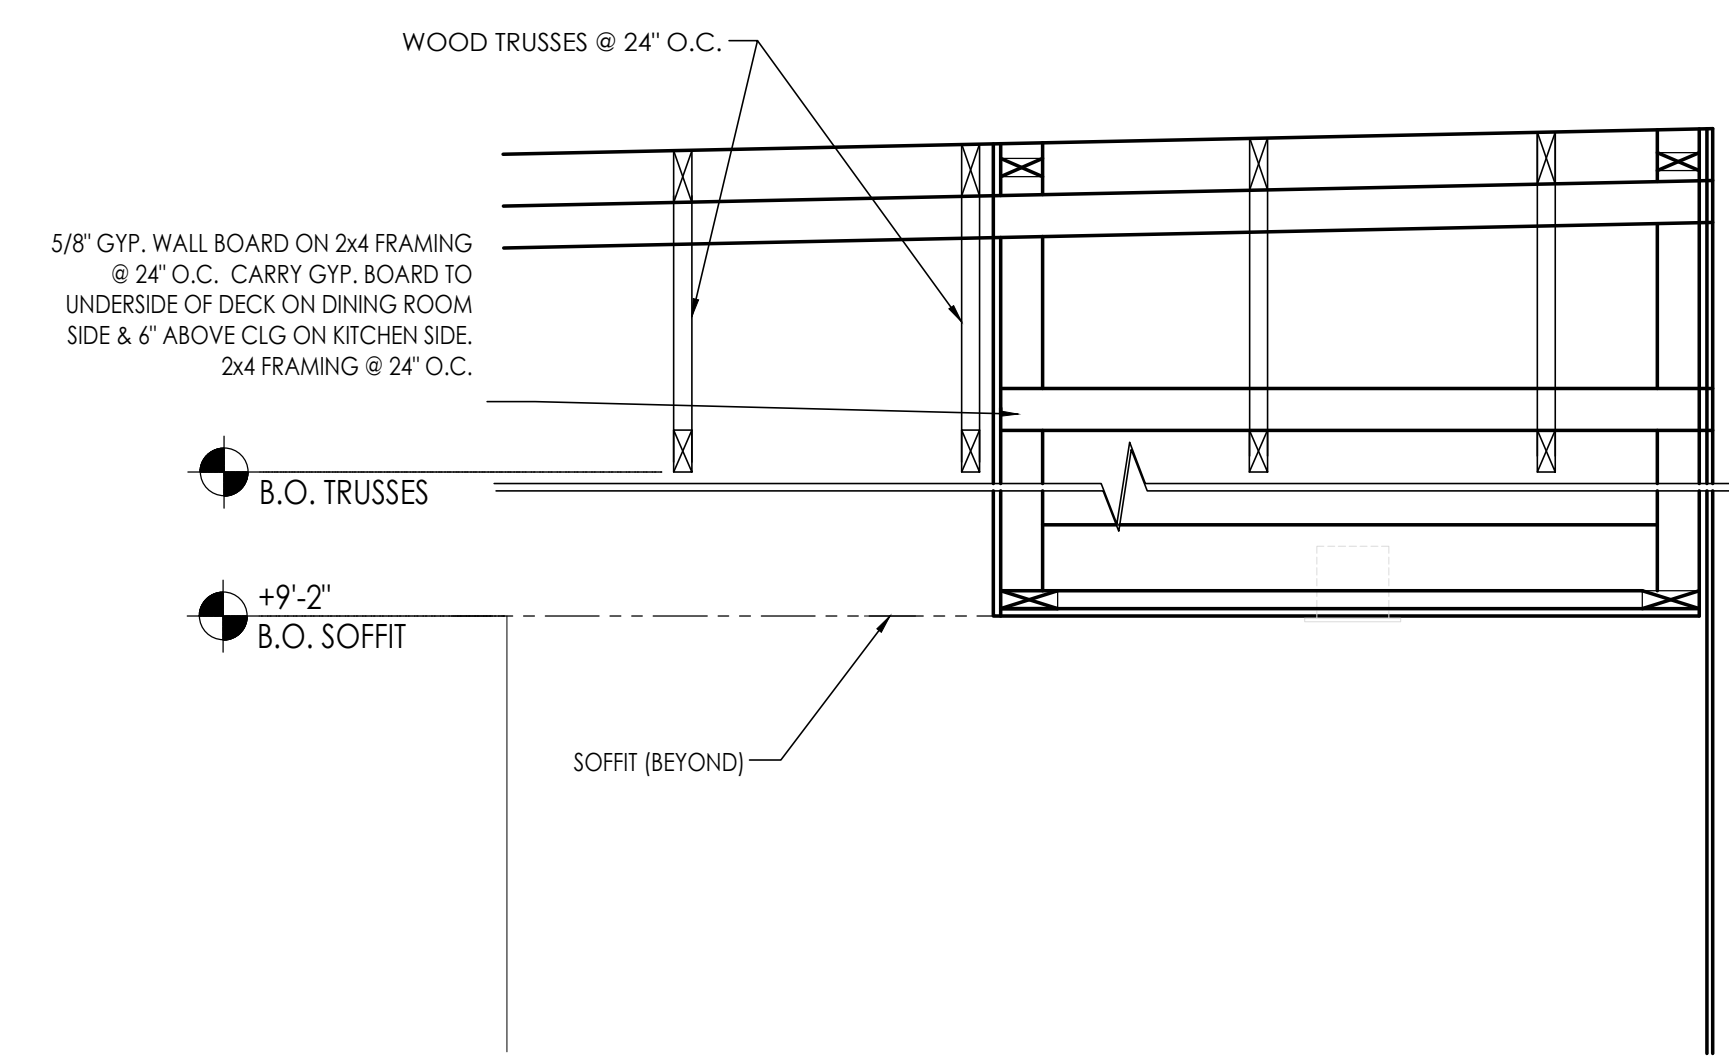 WOOD TRUSSES @ 24" O.C.
5/8" GYP. WALL BOARD ON 2x4 FRAMING
@ 24" O.C. CARRY GYP. BOARD TO
UNDERSIDE OF DECK ON DINING ROOM
SIDE & 6" ABOVE CLG ON KITCHEN SIDE.
2x4 FRAMING @ 24" O.C.
B.O. TRUSSES
+9'-2"
B.O. SOFFIT
SOFFIT (BEYOND)